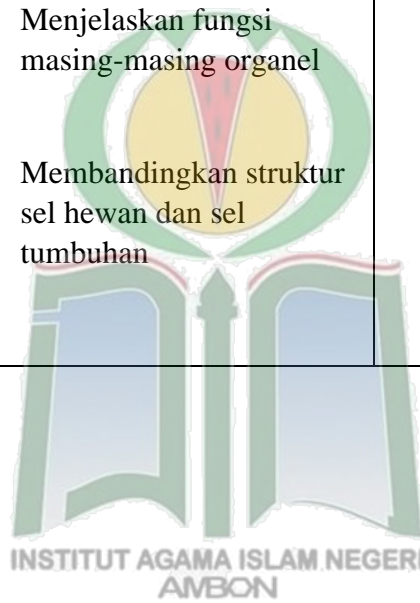 Menjelaskan fungsi
masing-masing organel
Membandingkan struktur
sel hewan dan sel
tumbuhan
INSTITUT AGAMA ISLAM NEGERI
AMBON